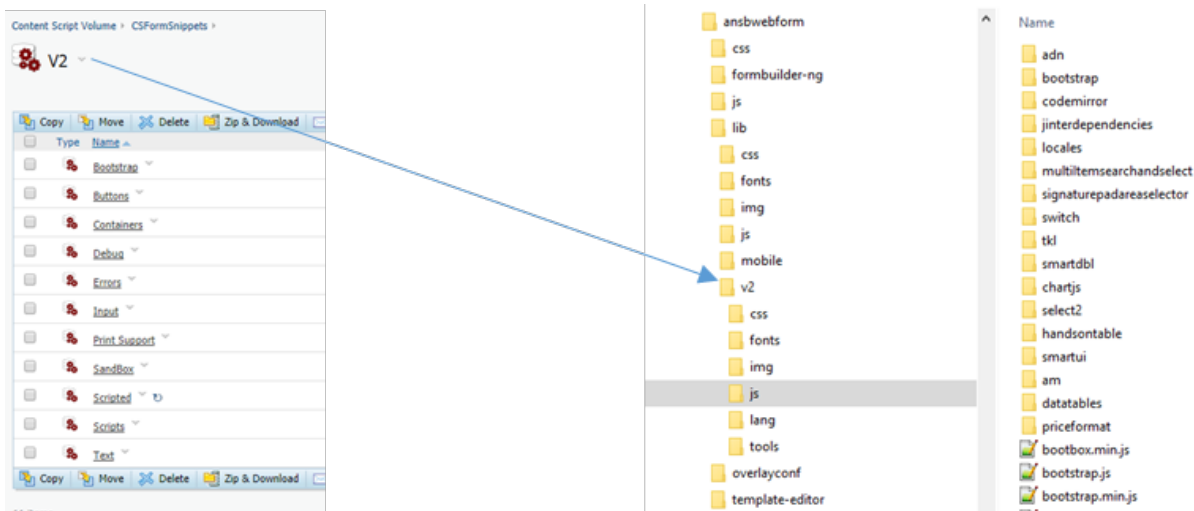 Content Script Volume › CSFormSnippets ›
V2
Copy Move Delete Zip & Download
Type Name
Bootstrap
Buttons
Containers
Debug
Errors
Input
Print Support
SandBox
Scripted
Scripts
Text
Copy Move Delete Zip & Download
ansbwebform
css
formbuilder-ng
js
lib
css
fonts
img
js
mobile
v2
css
fonts
img
js
lang
tools
overlayconf
template-editor
Name
adn
bootstrap
codemirror
jinterdependencies
locales
multiitemsearchandselect
signaturepadareaselector
switch
tkl
smartdbl
chartjs
select2
handsontable
smartui
am
datatables
priceformat
bootbox.min.js
bootstrap.js
bootstrap.min.js